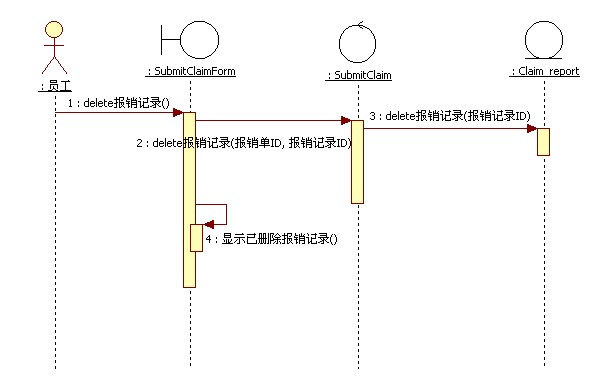 : 员工
: SubmitClaimForm
: SubmitClaim
: Claim_report
1 : delete报销记录()
2 : delete报销记录(报销单ID, 报销记录ID)
3 : delete报销记录(报销记录ID)
4 : 显示已删除报销记录()